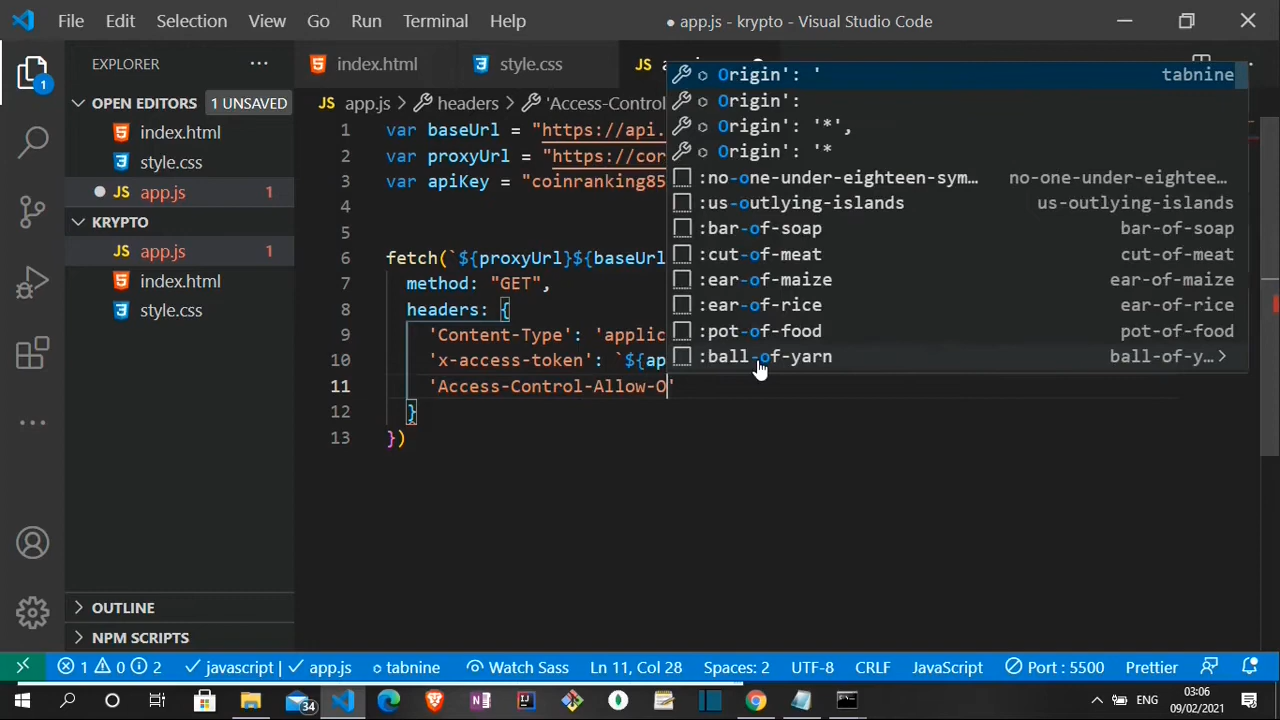 File Edit Selection View Go Run Terminal Help
● app.js - krypto - Visual Studio Code
EXPLORER ···
OPEN EDITORS 1 UNSAVED
index.html
style.css
JS app.js 1
KRYPTO
JS app.js 1
index.html
style.css
OUTLINE
NPM SCRIPTS
index.html style.css JS
JS app.js > headers > 'Access-Control
1 var baseUrl = "https://api.
2 var proxyUrl = "https://cor
3 var apiKey = "coinranking85
4
5
6 fetch(`${proxyUrl}${baseUrl
7 method: "GET",
8 headers: {
9 'Content-Type': 'applic
10 'x-access-token': `${ap
11 'Access-Control-Allow-O'
12 }
13 })
Origin': ' tabnine
Origin':
Origin': '*',
Origin': '*
:no-one-under-eighteen-sym… no-one-under-eightee…
:us-outlying-islands us-outlying-islands
:bar-of-soap bar-of-soap
:cut-of-meat cut-of-meat
:ear-of-maize ear-of-maize
:ear-of-rice ear-of-rice
:pot-of-food pot-of-food
:ball-of-yarn ball-of-y…
1 0 2 javascript | app.js tabnine Watch Sass Ln 11, Col 28 Spaces: 2 UTF-8 CRLF JavaScript Port : 5500 Prettier
34 ENG 03:06
09/02/2021